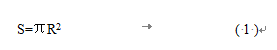 S=πR² → (1)↵